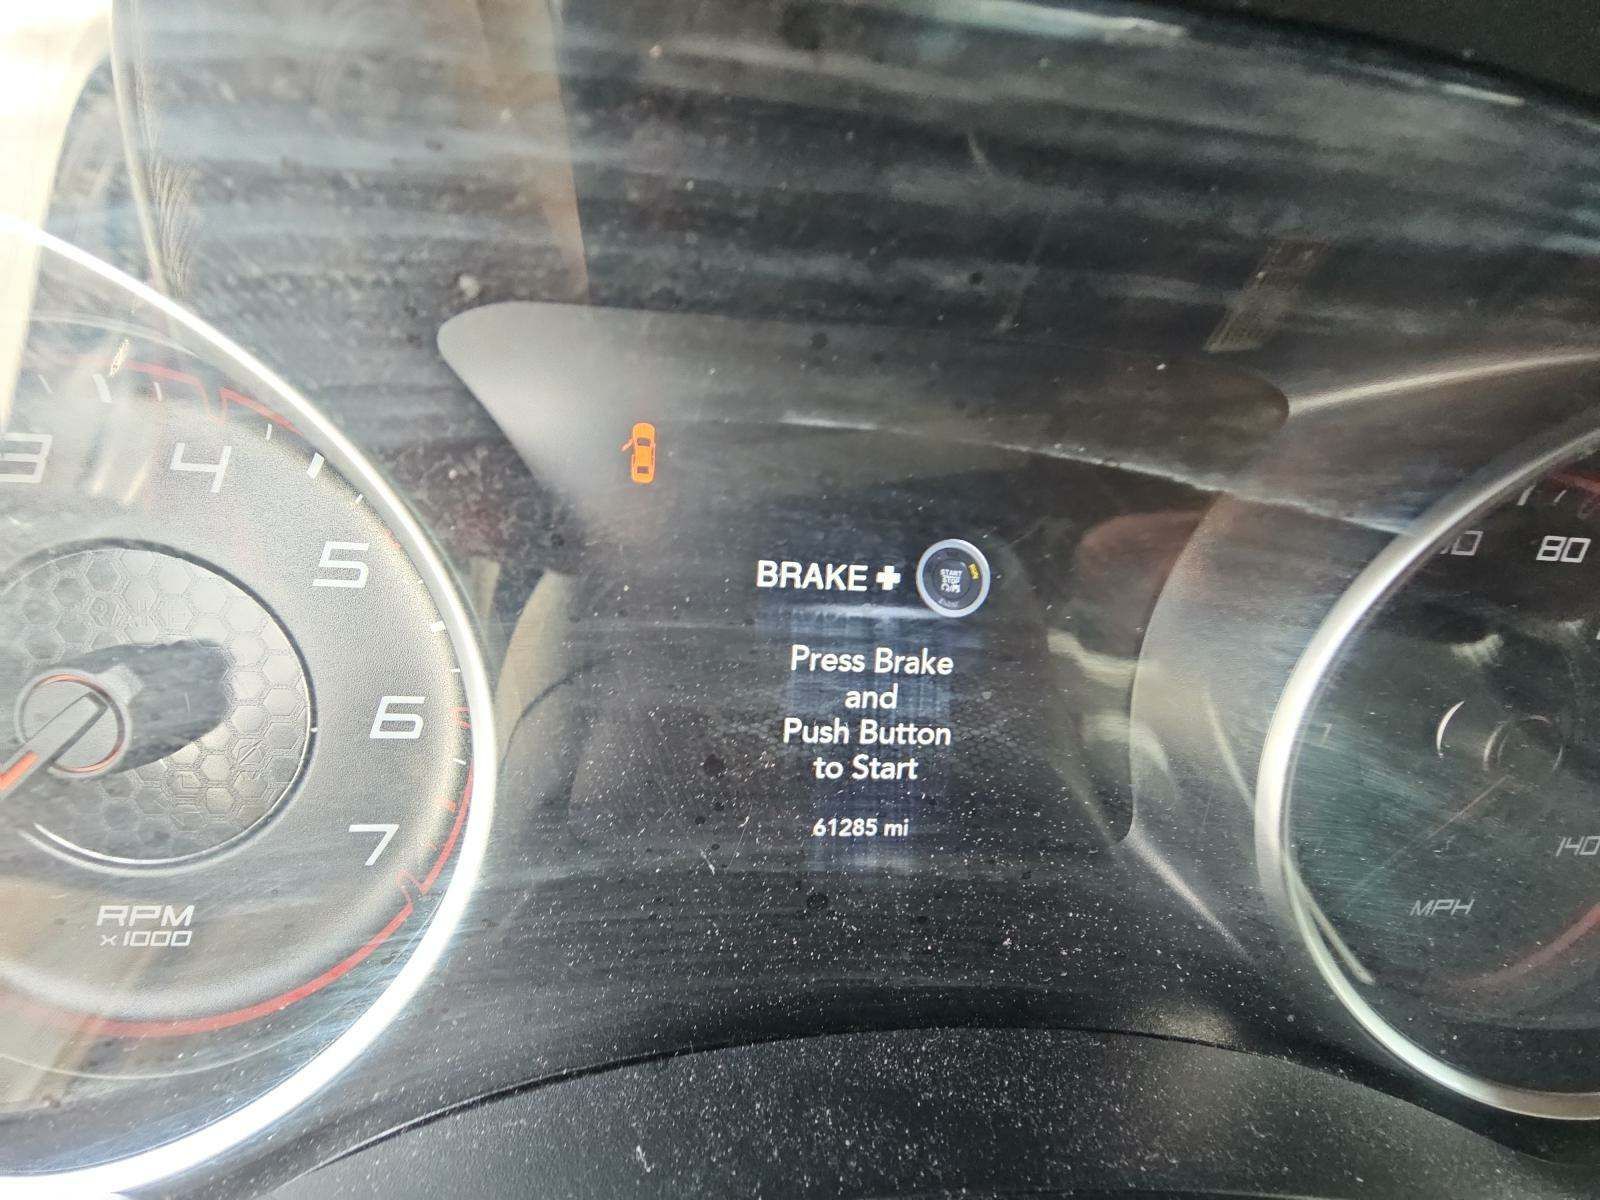 3
4
5
6
7
RPM
x1000
BRAKE +
START
STOP
RUN
Press Brake
and
Push Button
to Start
61285 mi
80
140
MPH